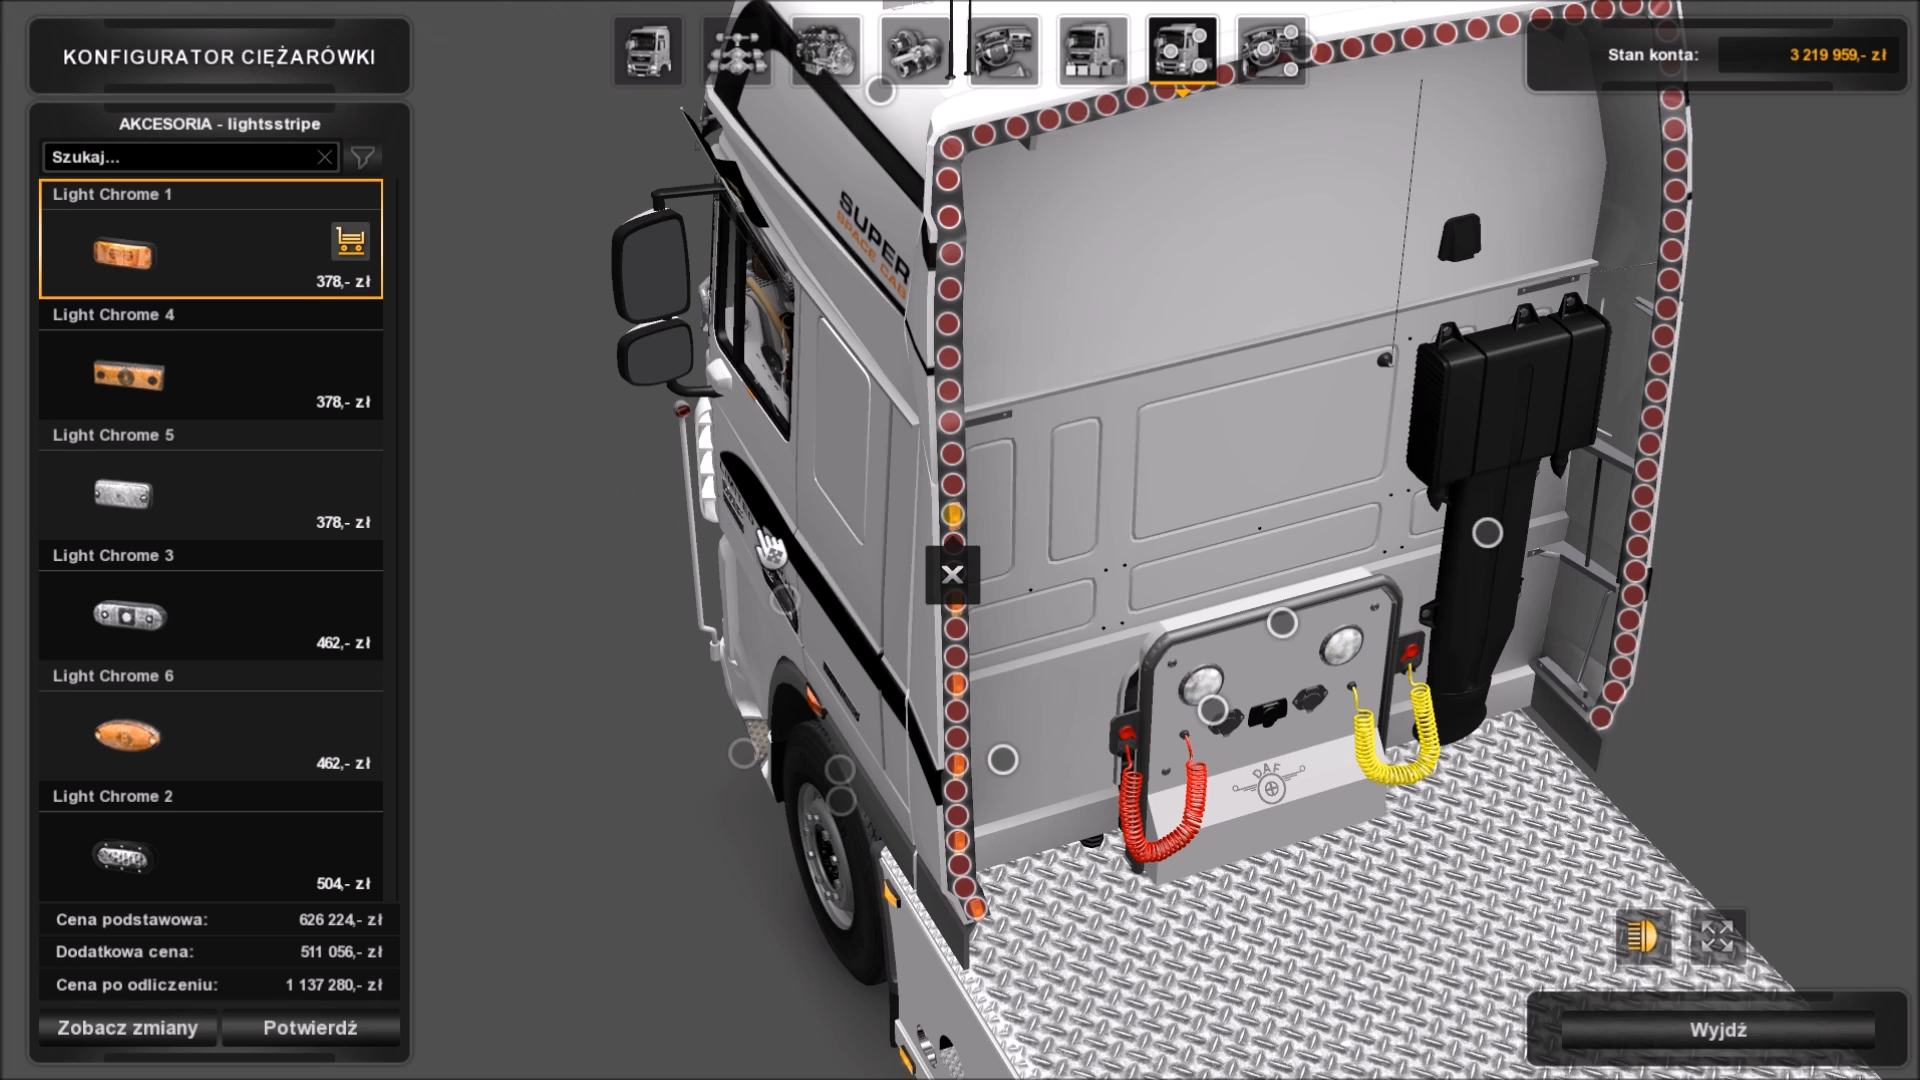 KONFIGURATOR CIĘŻARÓWKI
Stan konta:
3 219 959,- zł
AKCESORIA - lightsstripe
Szukaj...
Light Chrome 1
378,- zł
Light Chrome 4
378,- zł
Light Chrome 5
378,- zł
Light Chrome 3
462,- zł
Light Chrome 6
462,- zł
Light Chrome 2
504,- zł
Cena podstawowa: 626 224,- zł
Dodatkowa cena: 511 056,- zł
Cena po odliczeniu: 1 137 280,- zł
Zobacz zmiany
Potwierdź
SUPER
SPACE CAB
DAF
Wyjdź